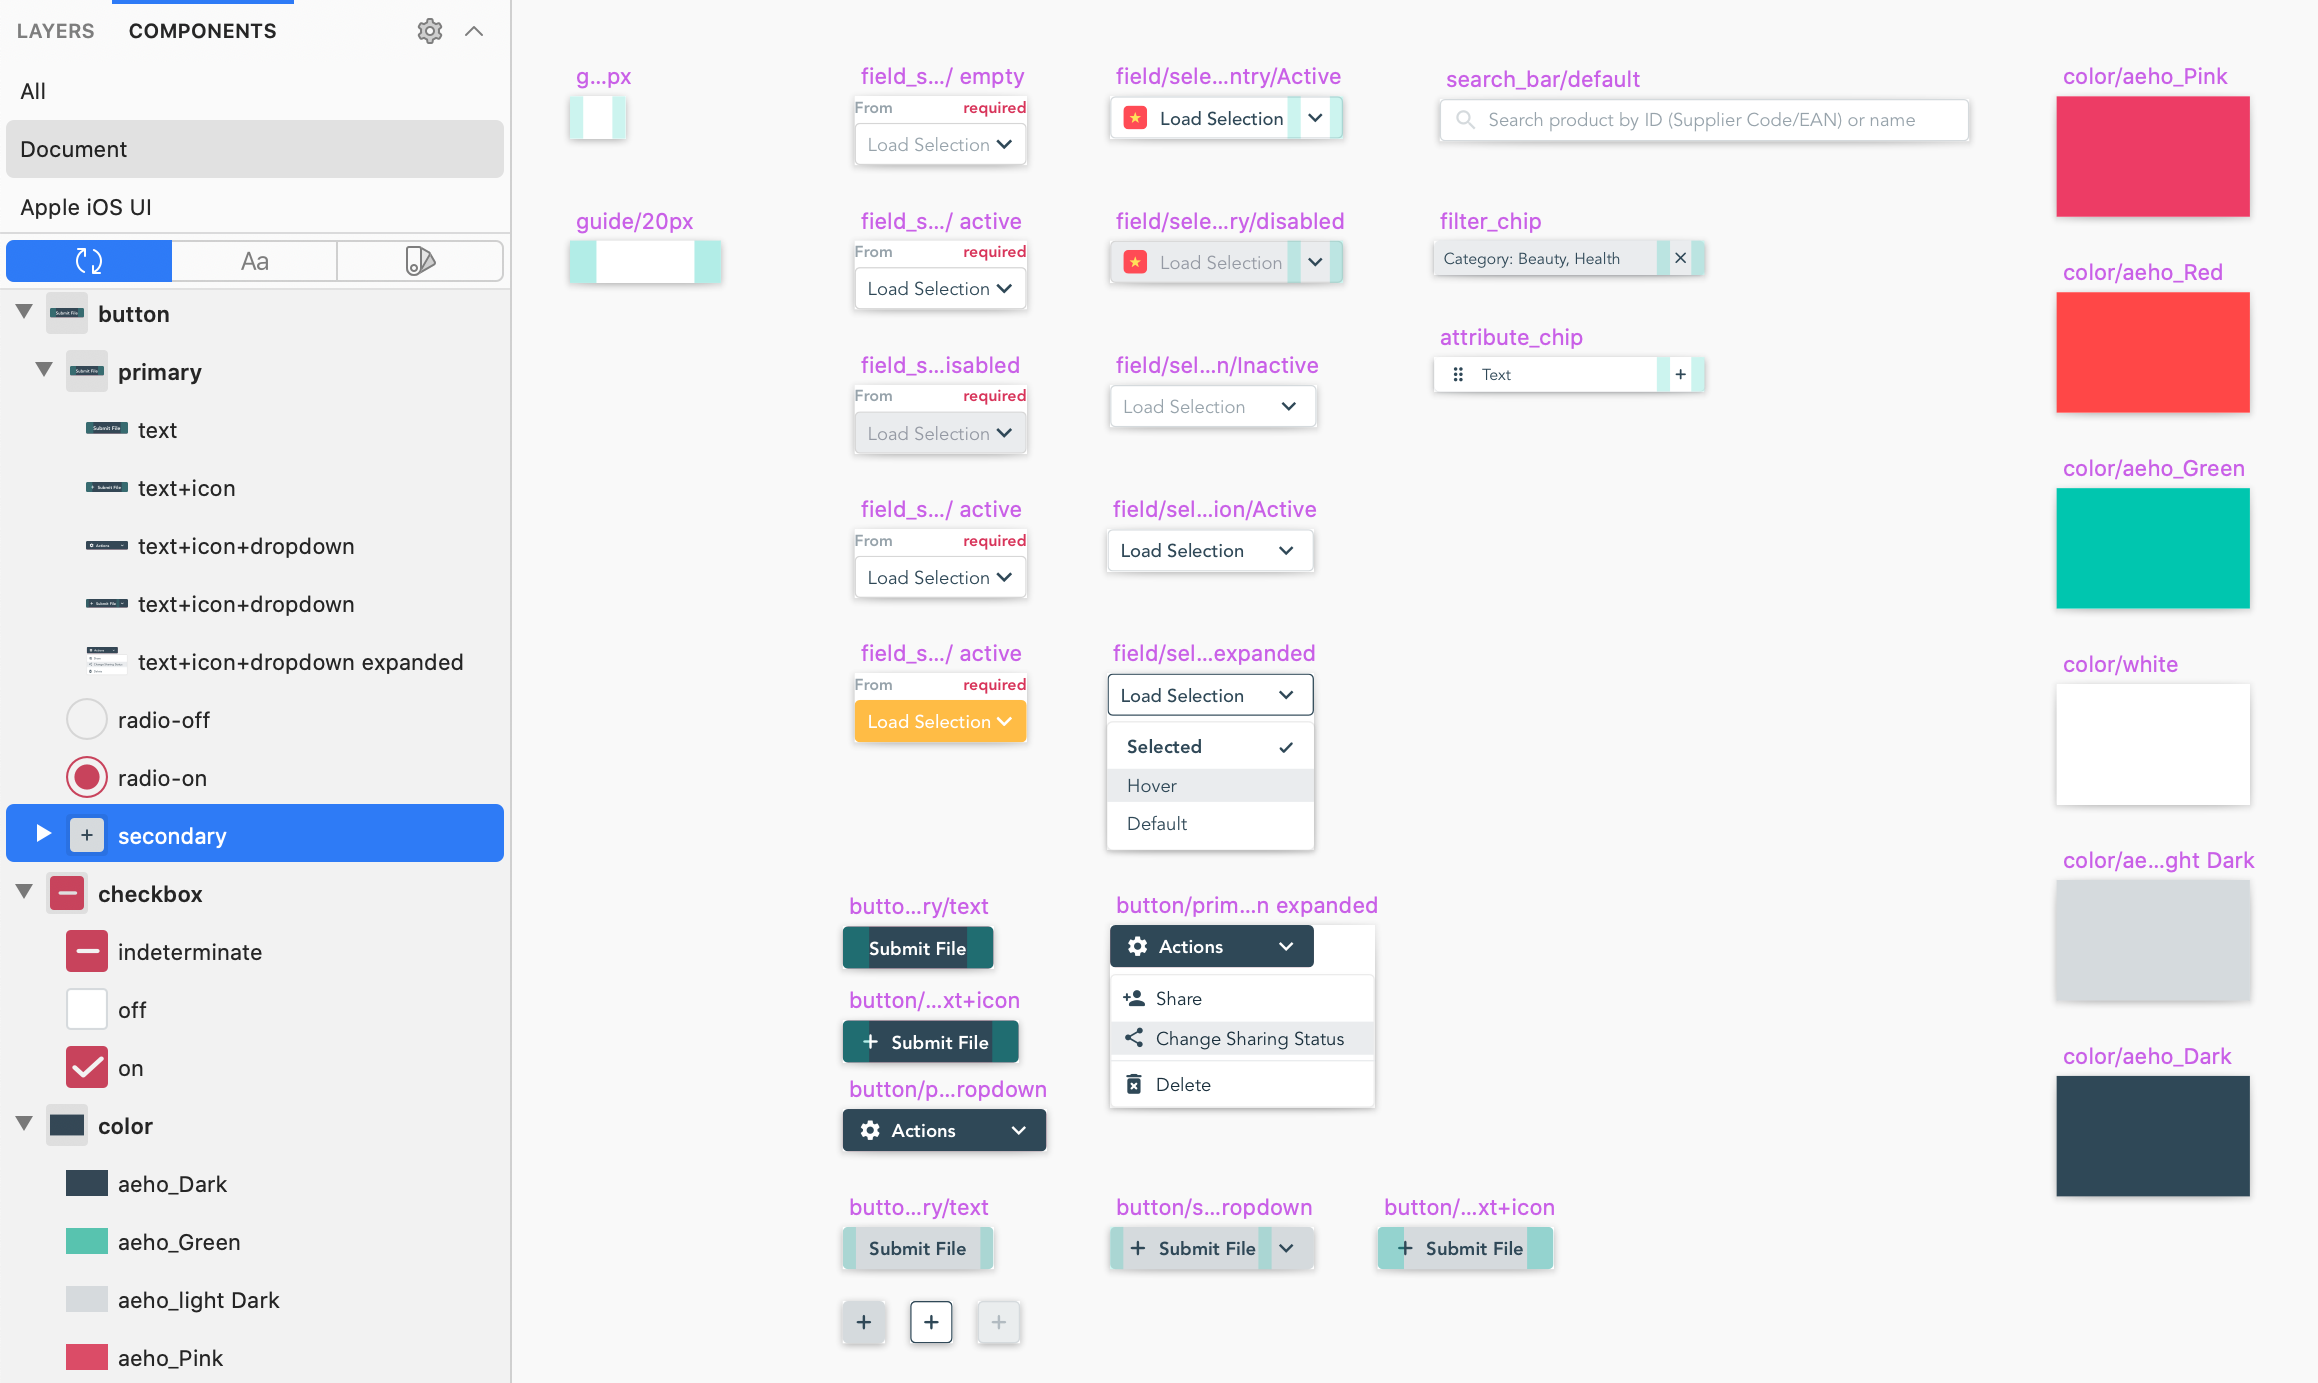 LAYERS COMPONENTS
All
Document
Apple iOS UI
Aa
button
primary
text
text+icon
text+icon+dropdown
text+icon+dropdown
text+icon+dropdown expanded
radio-off
radio-on
secondary
checkbox
indeterminate
off
on
color
aeho_Dark
aeho_Green
aeho_light Dark
aeho_Pink
g...px
guide/20px
field_s.../ empty
From required
Load Selection
field_s.../ active
From required
Load Selection
field_s...isabled
From required
Load Selection
field_s.../ active
From required
Load Selection
field_s.../ active
From required
Load Selection
field/sele...ntry/Active
Load Selection
field/sele...ry/disabled
Load Selection
field/sel...n/Inactive
Load Selection
field/sel...ion/Active
Load Selection
field/sel...expanded
Load Selection
Selected
Hover
Default
search_bar/default
Search product by ID (Supplier Code/EAN) or name
filter_chip
Category: Beauty, Health
attribute_chip
Text
butto...ry/text
Submit File
button/...xt+icon
Submit File
button/p...ropdown
Actions
button/prim...n expanded
Actions
Share
Change Sharing Status
Delete
butto...ry/text
Submit File
button/s...ropdown
Submit File
button/...xt+icon
Submit File
color/aeho_Pink
color/aeho_Red
color/aeho_Green
color/white
color/ae...ght Dark
color/aeho_Dark